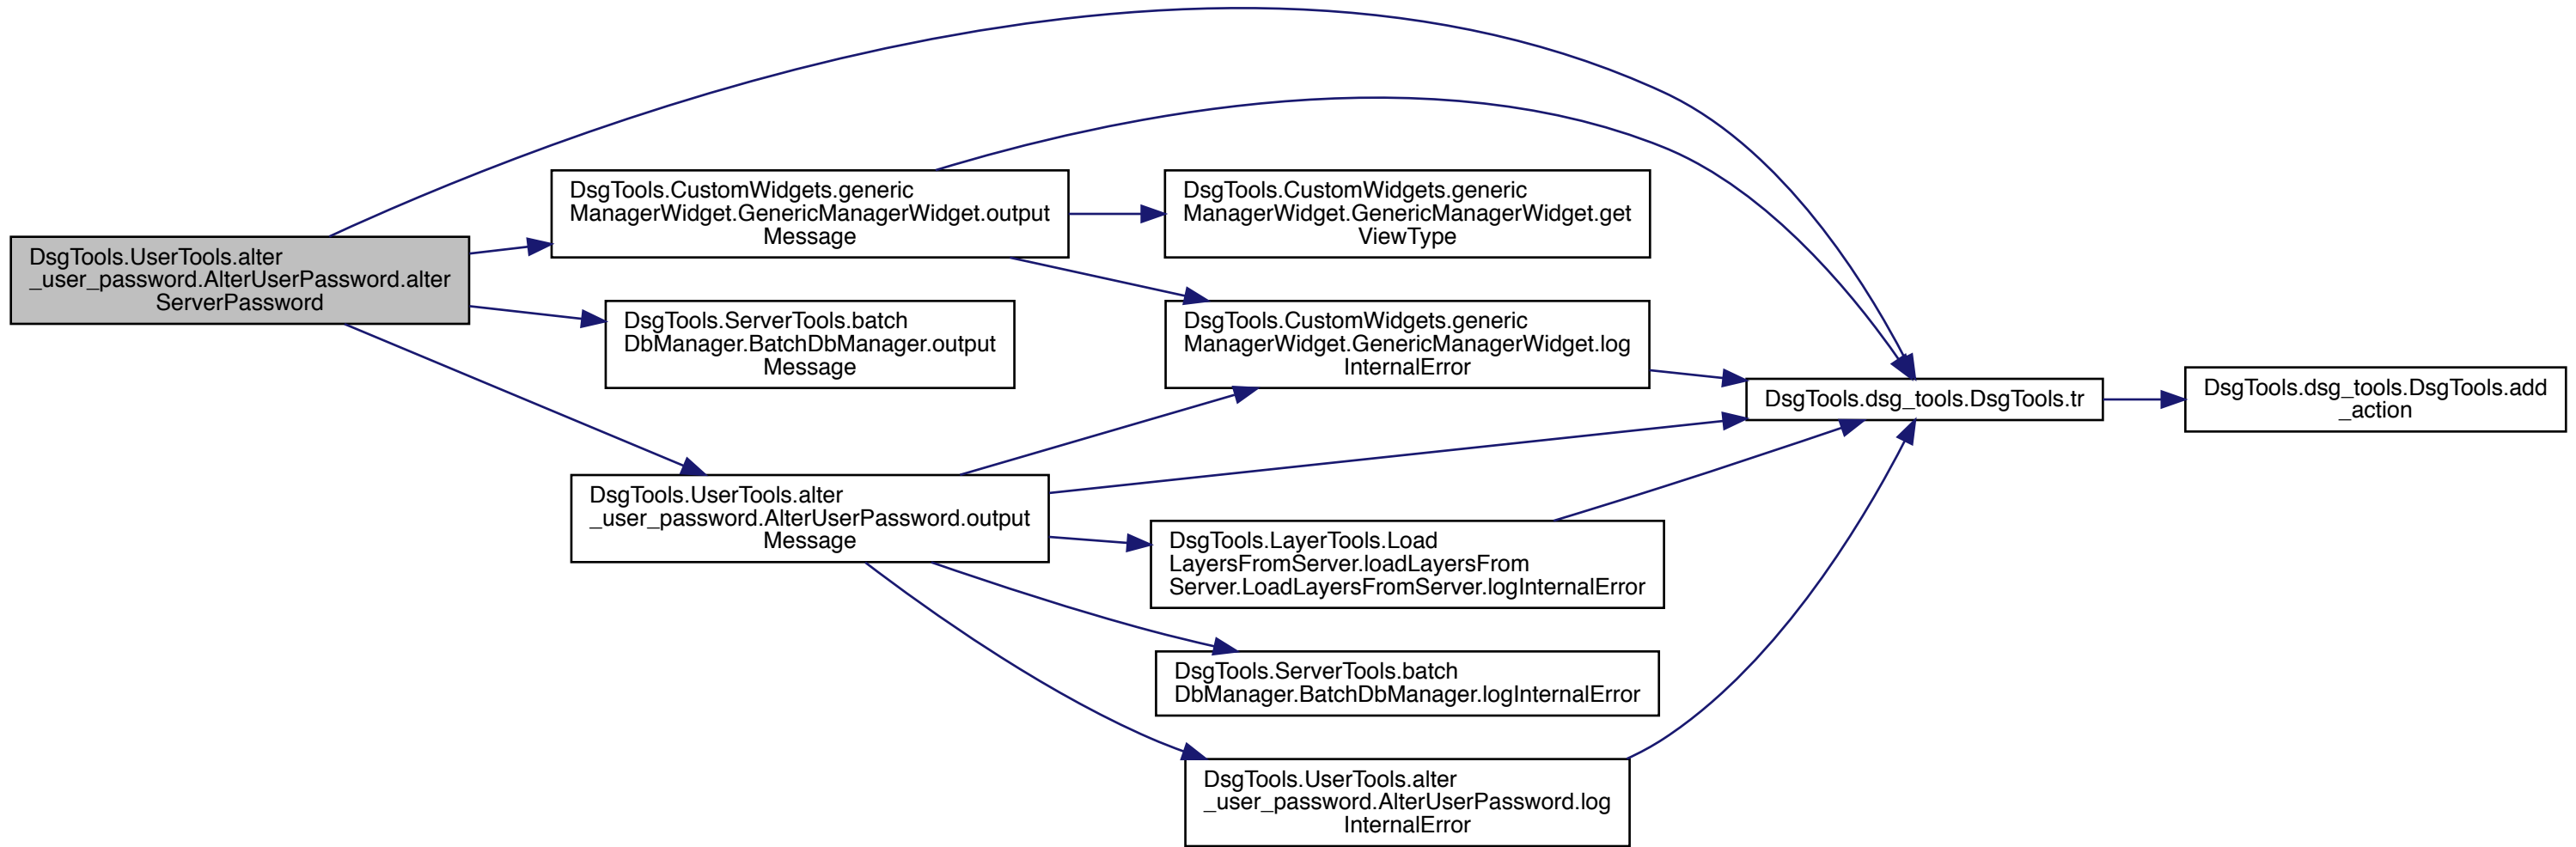 DsgTools.UserTools.alter
_user_password.AlterUserPassword.alter
ServerPassword
DsgTools.CustomWidgets.generic
ManagerWidget.GenericManagerWidget.output
Message
DsgTools.ServerTools.batch
DbManager.BatchDbManager.output
Message
DsgTools.UserTools.alter
_user_password.AlterUserPassword.output
Message
DsgTools.CustomWidgets.generic
ManagerWidget.GenericManagerWidget.get
ViewType
DsgTools.CustomWidgets.generic
ManagerWidget.GenericManagerWidget.log
InternalError
DsgTools.LayerTools.Load
LayersFromServer.loadLayersFrom
Server.LoadLayersFromServer.logInternalError
DsgTools.ServerTools.batch
DbManager.BatchDbManager.logInternalError
DsgTools.UserTools.alter
_user_password.AlterUserPassword.log
InternalError
DsgTools.dsg_tools.DsgTools.tr
DsgTools.dsg_tools.DsgTools.add
_action